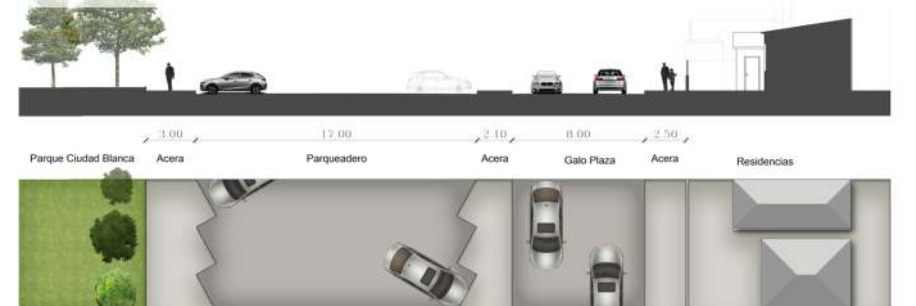 3.00 17.00 2.10 8.00 2.50
Parque Ciudad Blanca Acera Parqueadero Acera Galo Plaza Acera Residencias